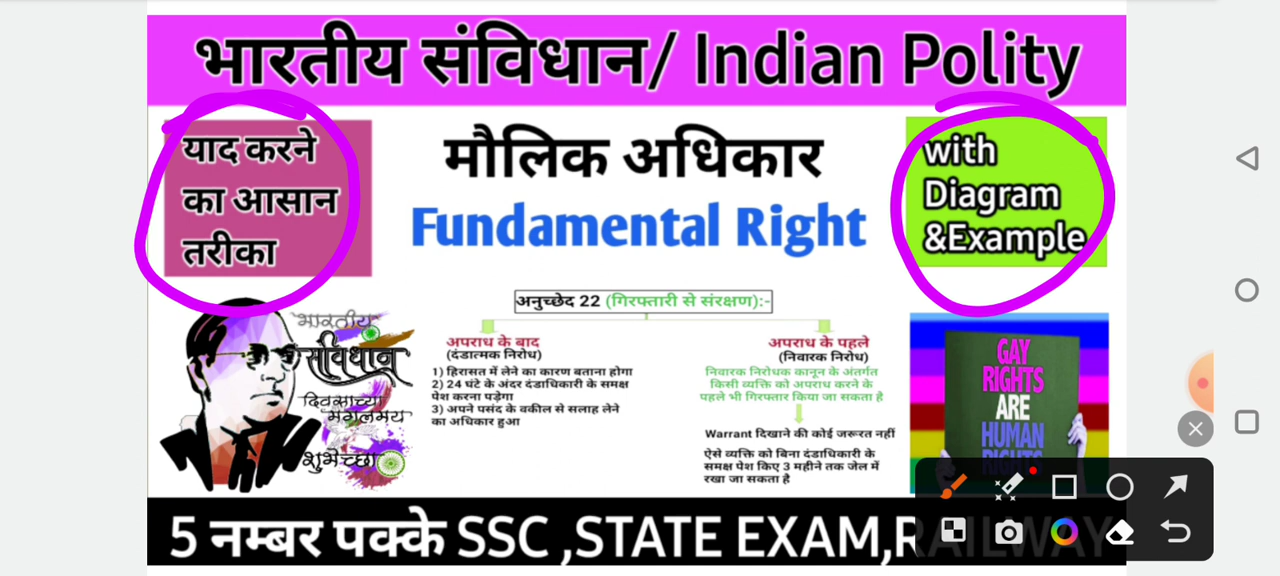 भारतीय संविधान/ Indian Polity
याद करने
का आसान
तरीका
मौलिक अधिकार
Fundamental Right
with
Diagram
&Example
अनुच्छेद 22 (गिरफ्तारी से संरक्षण):-
अपराध के बाद
(दंडात्मक निरोध)
1) हिरासत में लेने का कारण बताना होगा
2) 24 घंटे के अंदर दंडाधिकारी के समक्ष
पेश करना पड़ेगा
3) अपने पसंद के वकील से सलाह लेने
का अधिकार हुआ
अपराध के पहले
(निवारक निरोध)
निवारक निरोधक कानून के अंतर्गत
किसी व्यक्ति को अपराध करने के
पहले भी गिरफ्तार किया जा सकता है
Warrant दिखाने की कोई जरूरत नहीं
ऐसे व्यक्ति को बिना दंडाधिकारी के
समक्ष पेश किए 3 महीने तक जेल में
रखा जा सकता है
भारतीय
संविधान
दिवसाच्या
मंगलमय
शुभेच्छा
GAY
RIGHTS
ARE
HUMAN
RIGHTS
5 नम्बर पक्के SSC ,STATE EXAM,RAILWAY